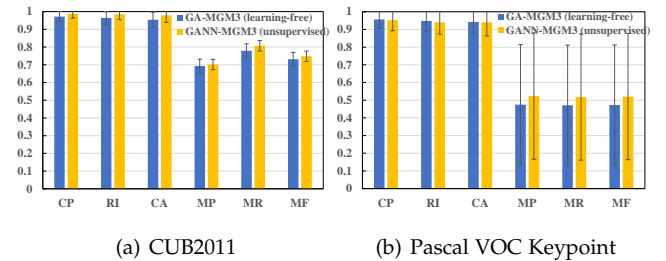 1
0.9
0.8
0.7
0.6
0.5
0.4
0.3
0.2
0.1
0
GA-MGM3 (learning-free)
GANN-MGM3 (unsupervised)
CP RI CA MP MR MF
(a) CUB2011
1
0.9
0.8
0.7
0.6
0.5
0.4
0.3
0.2
0.1
0
GA-MGM3 (learning-free)
GANN-MGM3 (unsupervised)
CP RI CA MP MR MF
(b) Pascal VOC Keypoint